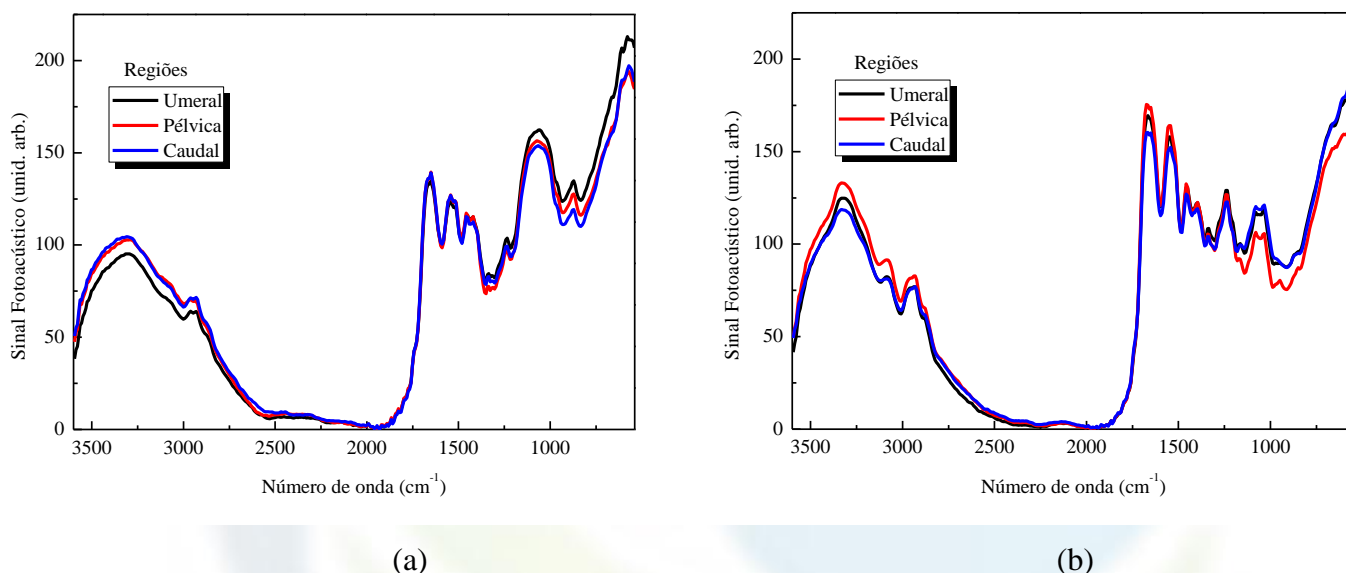 200
150
100
50
0
Sinal Fotoacústico (unid. arb.)
Regiões
Umeral
Pélvica
Caudal
3500 3000 2500 2000 1500 1000
Número de onda (cm⁻¹)
(a)
200
150
100
50
0
Sinal Fotoacústico (unid. arb.)
Regiões
Umeral
Pélvica
Caudal
3500 3000 2500 2000 1500 1000
Número de onda (cm⁻¹)
(b)